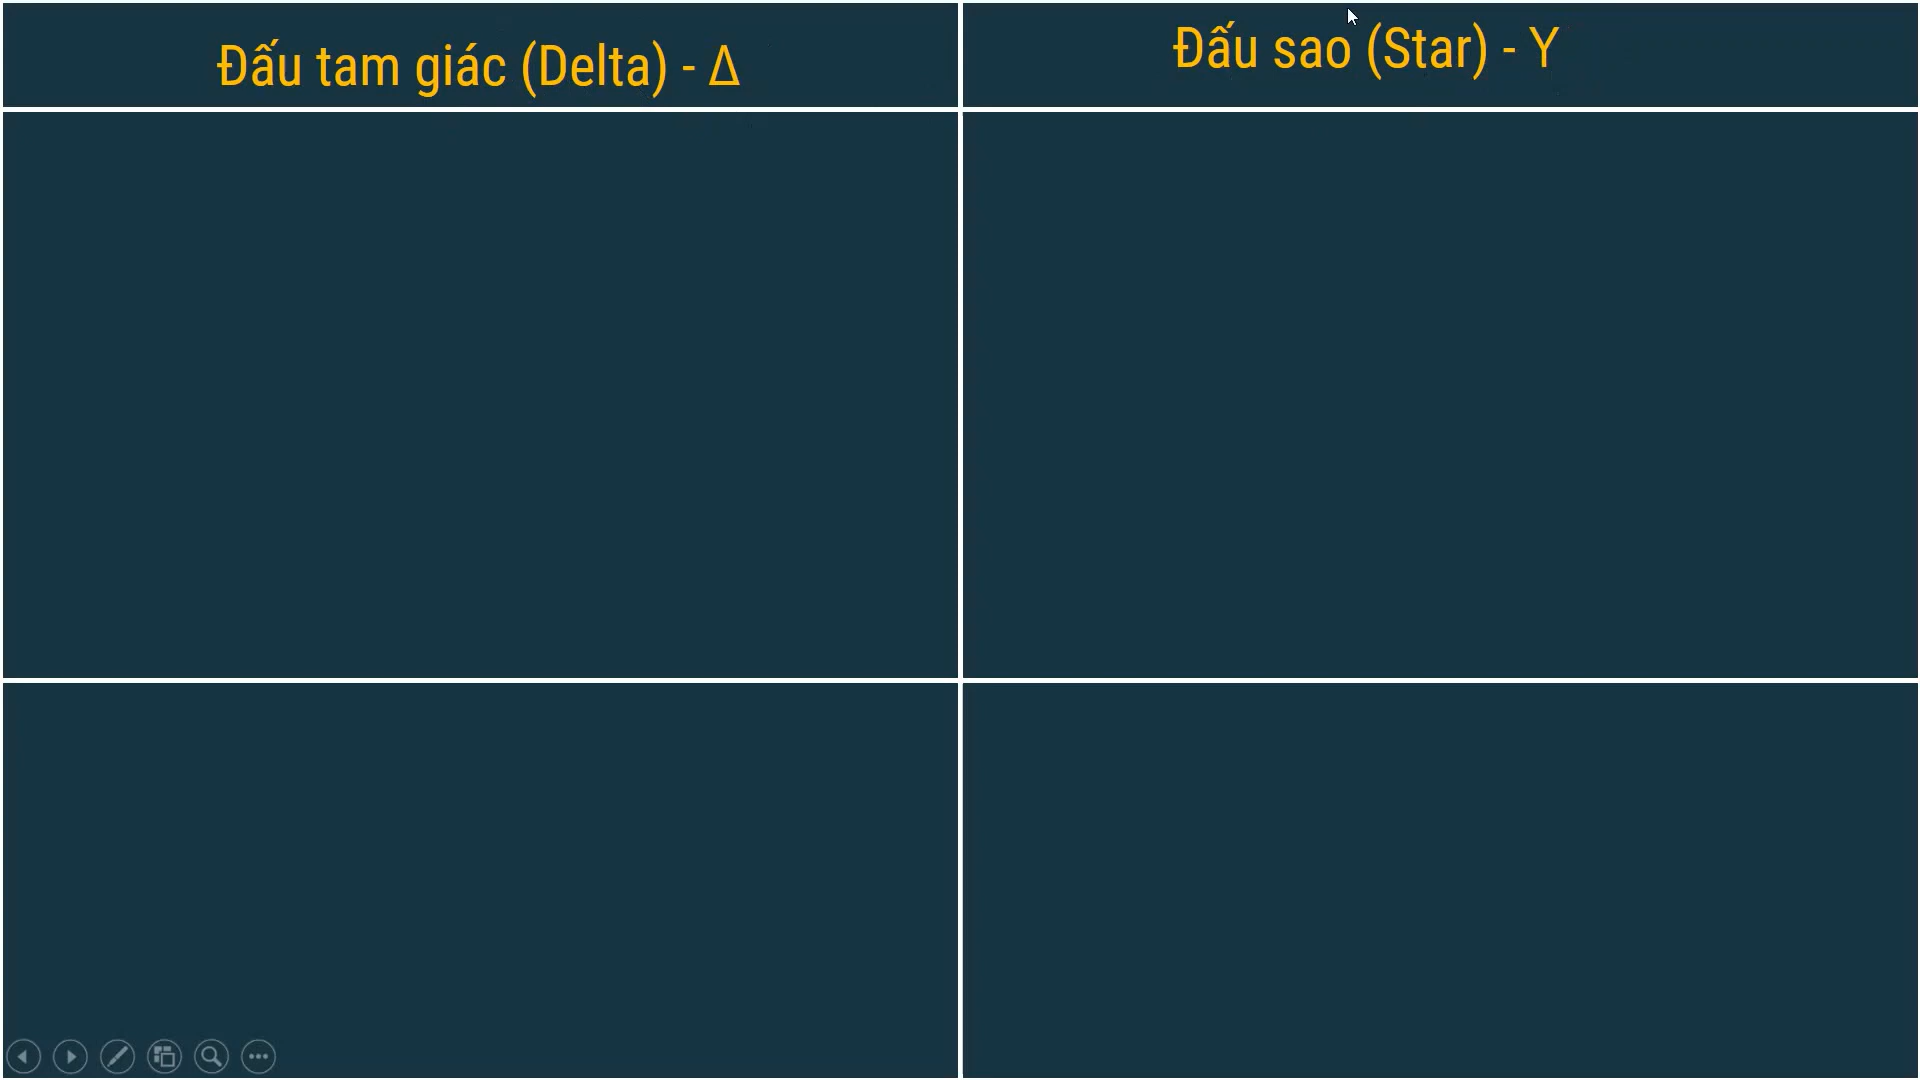 Đấu tam giác (Delta) - Δ
Đấu sao (Star) - Y